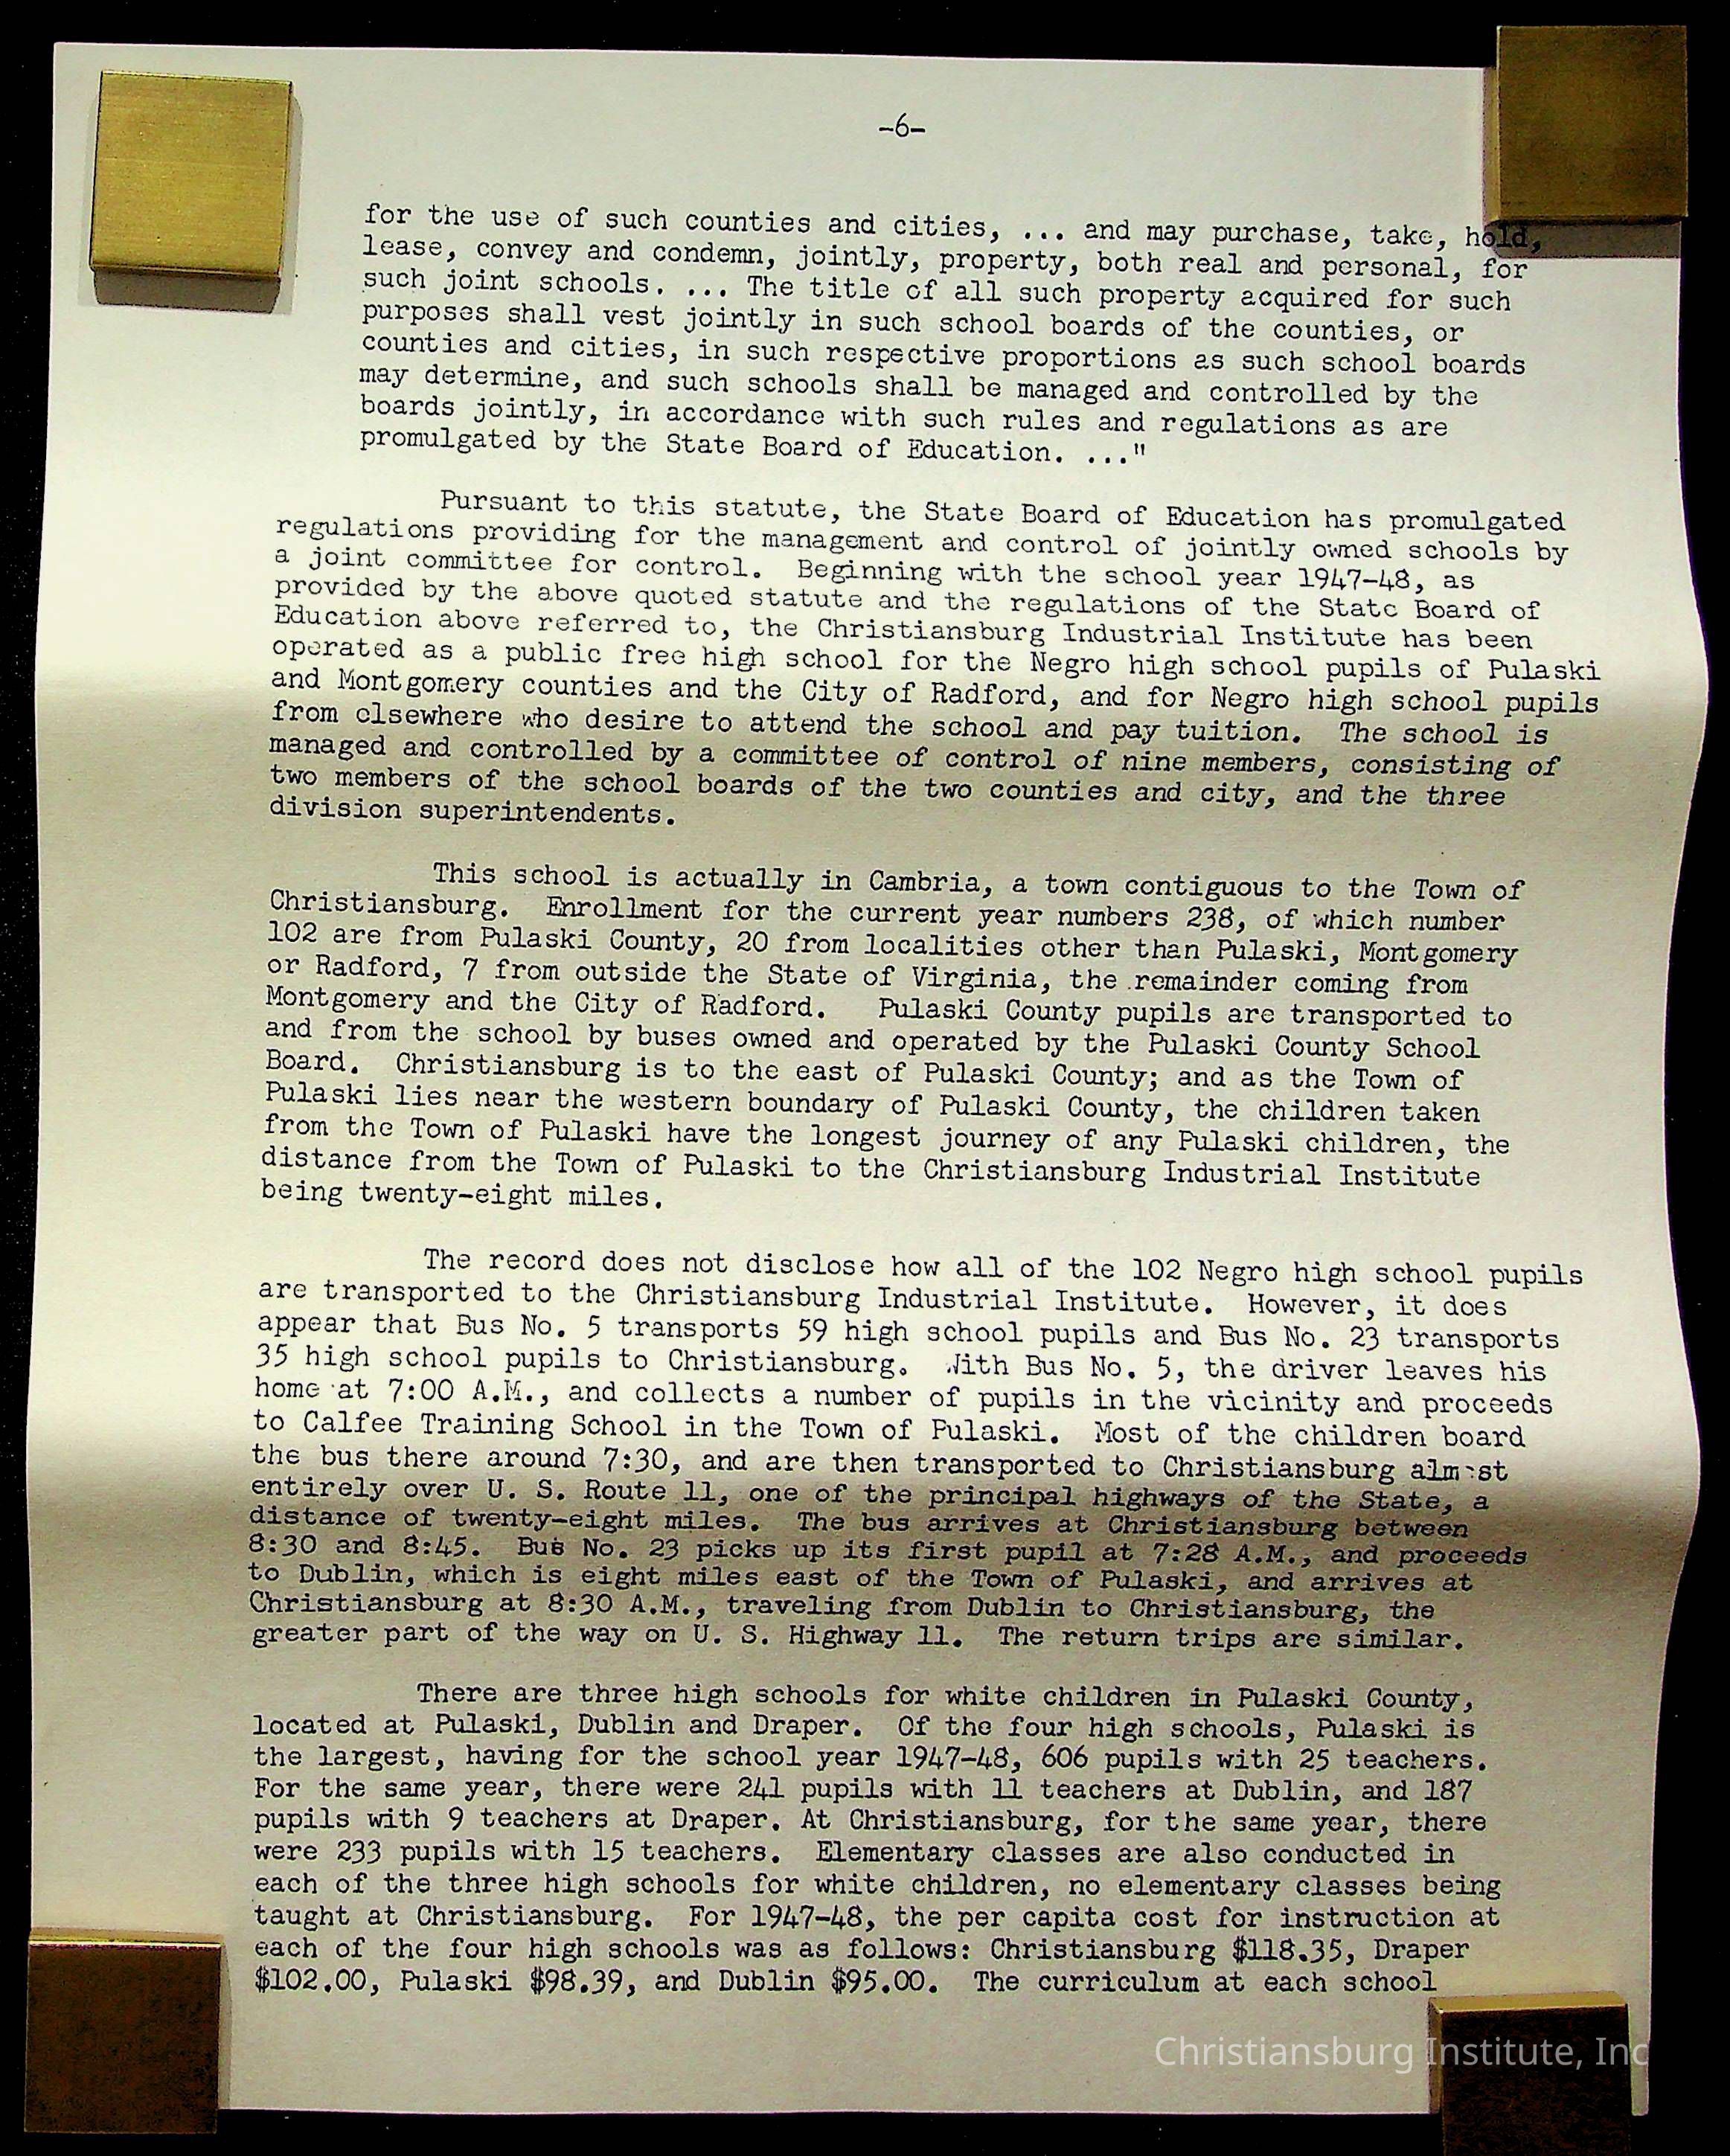 -6-
for the use of such counties and cities, ... and may purchase, take, hold,
lease, convey and condemn, jointly, property, both real and personal, for
such joint schools. ... The title of all such property acquired for such
purposes shall vest jointly in such school boards of the counties, or
counties and cities, in such respective proportions as such school boards
may determine, and such schools shall be managed and controlled by the
boards jointly, in accordance with such rules and regulations as are
promulgated by the State Board of Education. ..."
Pursuant to this statute, the State Board of Education has promulgated
regulations providing for the management and control of jointly owned schools by
a joint committee for control. Beginning with the school year 1947-48, as
provided by the above quoted statute and the regulations of the State Board of
Education above referred to, the Christiansburg Industrial Institute has been
operated as a public free high school for the Negro high school pupils of Pulaski
and Montgomery counties and the City of Radford, and for Negro high school pupils
from elsewhere who desire to attend the school and pay tuition. The school is
managed and controlled by a committee of control of nine members, consisting of
two members of the school boards of the two counties and city, and the three
division superintendents.
This school is actually in Cambria, a town contiguous to the Town of
Christiansburg. Enrollment for the current year numbers 238, of which number
102 are from Pulaski County, 20 from localities other than Pulaski, Montgomery
or Radford, 7 from outside the State of Virginia, the remainder coming from
Montgomery and the City of Radford. Pulaski County pupils are transported to
and from the school by buses owned and operated by the Pulaski County School
Board. Christiansburg is to the east of Pulaski County; and as the Town of
Pulaski lies near the western boundary of Pulaski County, the children taken
from the Town of Pulaski have the longest journey of any Pulaski children, the
distance from the Town of Pulaski to the Christiansburg Industrial Institute
being twenty-eight miles.
The record does not disclose how all of the 102 Negro high school pupils
are transported to the Christiansburg Industrial Institute. However, it does
appear that Bus No. 5 transports 59 high school pupils and Bus No. 23 transports
35 high school pupils to Christiansburg. With Bus No. 5, the driver leaves his
home at 7:00 A.M., and collects a number of pupils in the vicinity and proceeds
to Calfee Training School in the Town of Pulaski. Most of the children board
the bus there around 7:30, and are then transported to Christiansburg almost
entirely over U. S. Route 11, one of the principal highways of the State, a
distance of twenty-eight miles. The bus arrives at Christiansburg between
8:30 and 8:45. Bus No. 23 picks up its first pupil at 7:28 A.M., and proceeds
to Dublin, which is eight miles east of the Town of Pulaski, and arrives at
Christiansburg at 8:30 A.M., traveling from Dublin to Christiansburg, the
greater part of the way on U. S. Highway 11. The return trips are similar.
There are three high schools for white children in Pulaski County,
located at Pulaski, Dublin and Draper. Of the four high schools, Pulaski is
the largest, having for the school year 1947-48, 606 pupils with 25 teachers.
For the same year, there were 241 pupils with 11 teachers at Dublin, and 187
pupils with 9 teachers at Draper. At Christiansburg, for the same year, there
were 233 pupils with 15 teachers. Elementary classes are also conducted in
each of the three high schools for white children, no elementary classes being
taught at Christiansburg. For 1947-48, the per capita cost for instruction at
each of the four high schools was as follows: Christiansburg $118.35, Draper
$102.00, Pulaski $98.39, and Dublin $95.00. The curriculum at each school
Christiansburg Institute, Inc